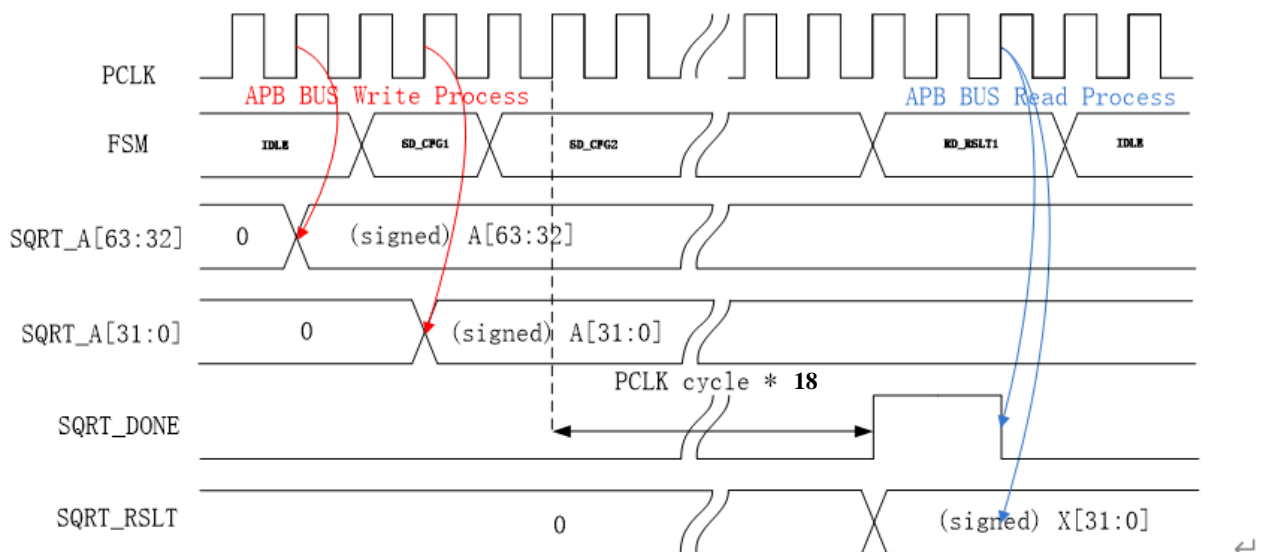 PCLK
APB BUS Write Process
APB BUS Read Process
FSM
IDLE
SD_CFG1
SD_CFG2
RD_RSLT1
IDLE
SQRT_A[63:32]
0
(signed) A[63:32]
SQRT_A[31:0]
0
(signed) A[31:0]
PCLK cycle * 18
SQRT_DONE
SQRT_RSLT
0
(signed) X[31:0]